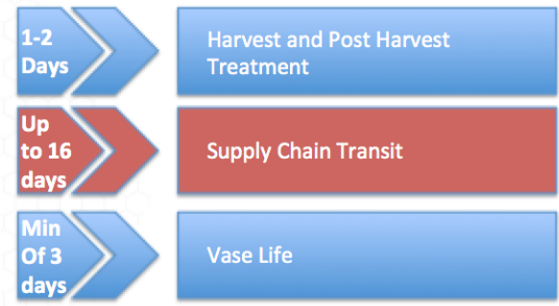 1-2
Days
Harvest and Post Harvest
Treatment
Up
to 16
days
Supply Chain Transit
Min
Of 3
days
Vase Life